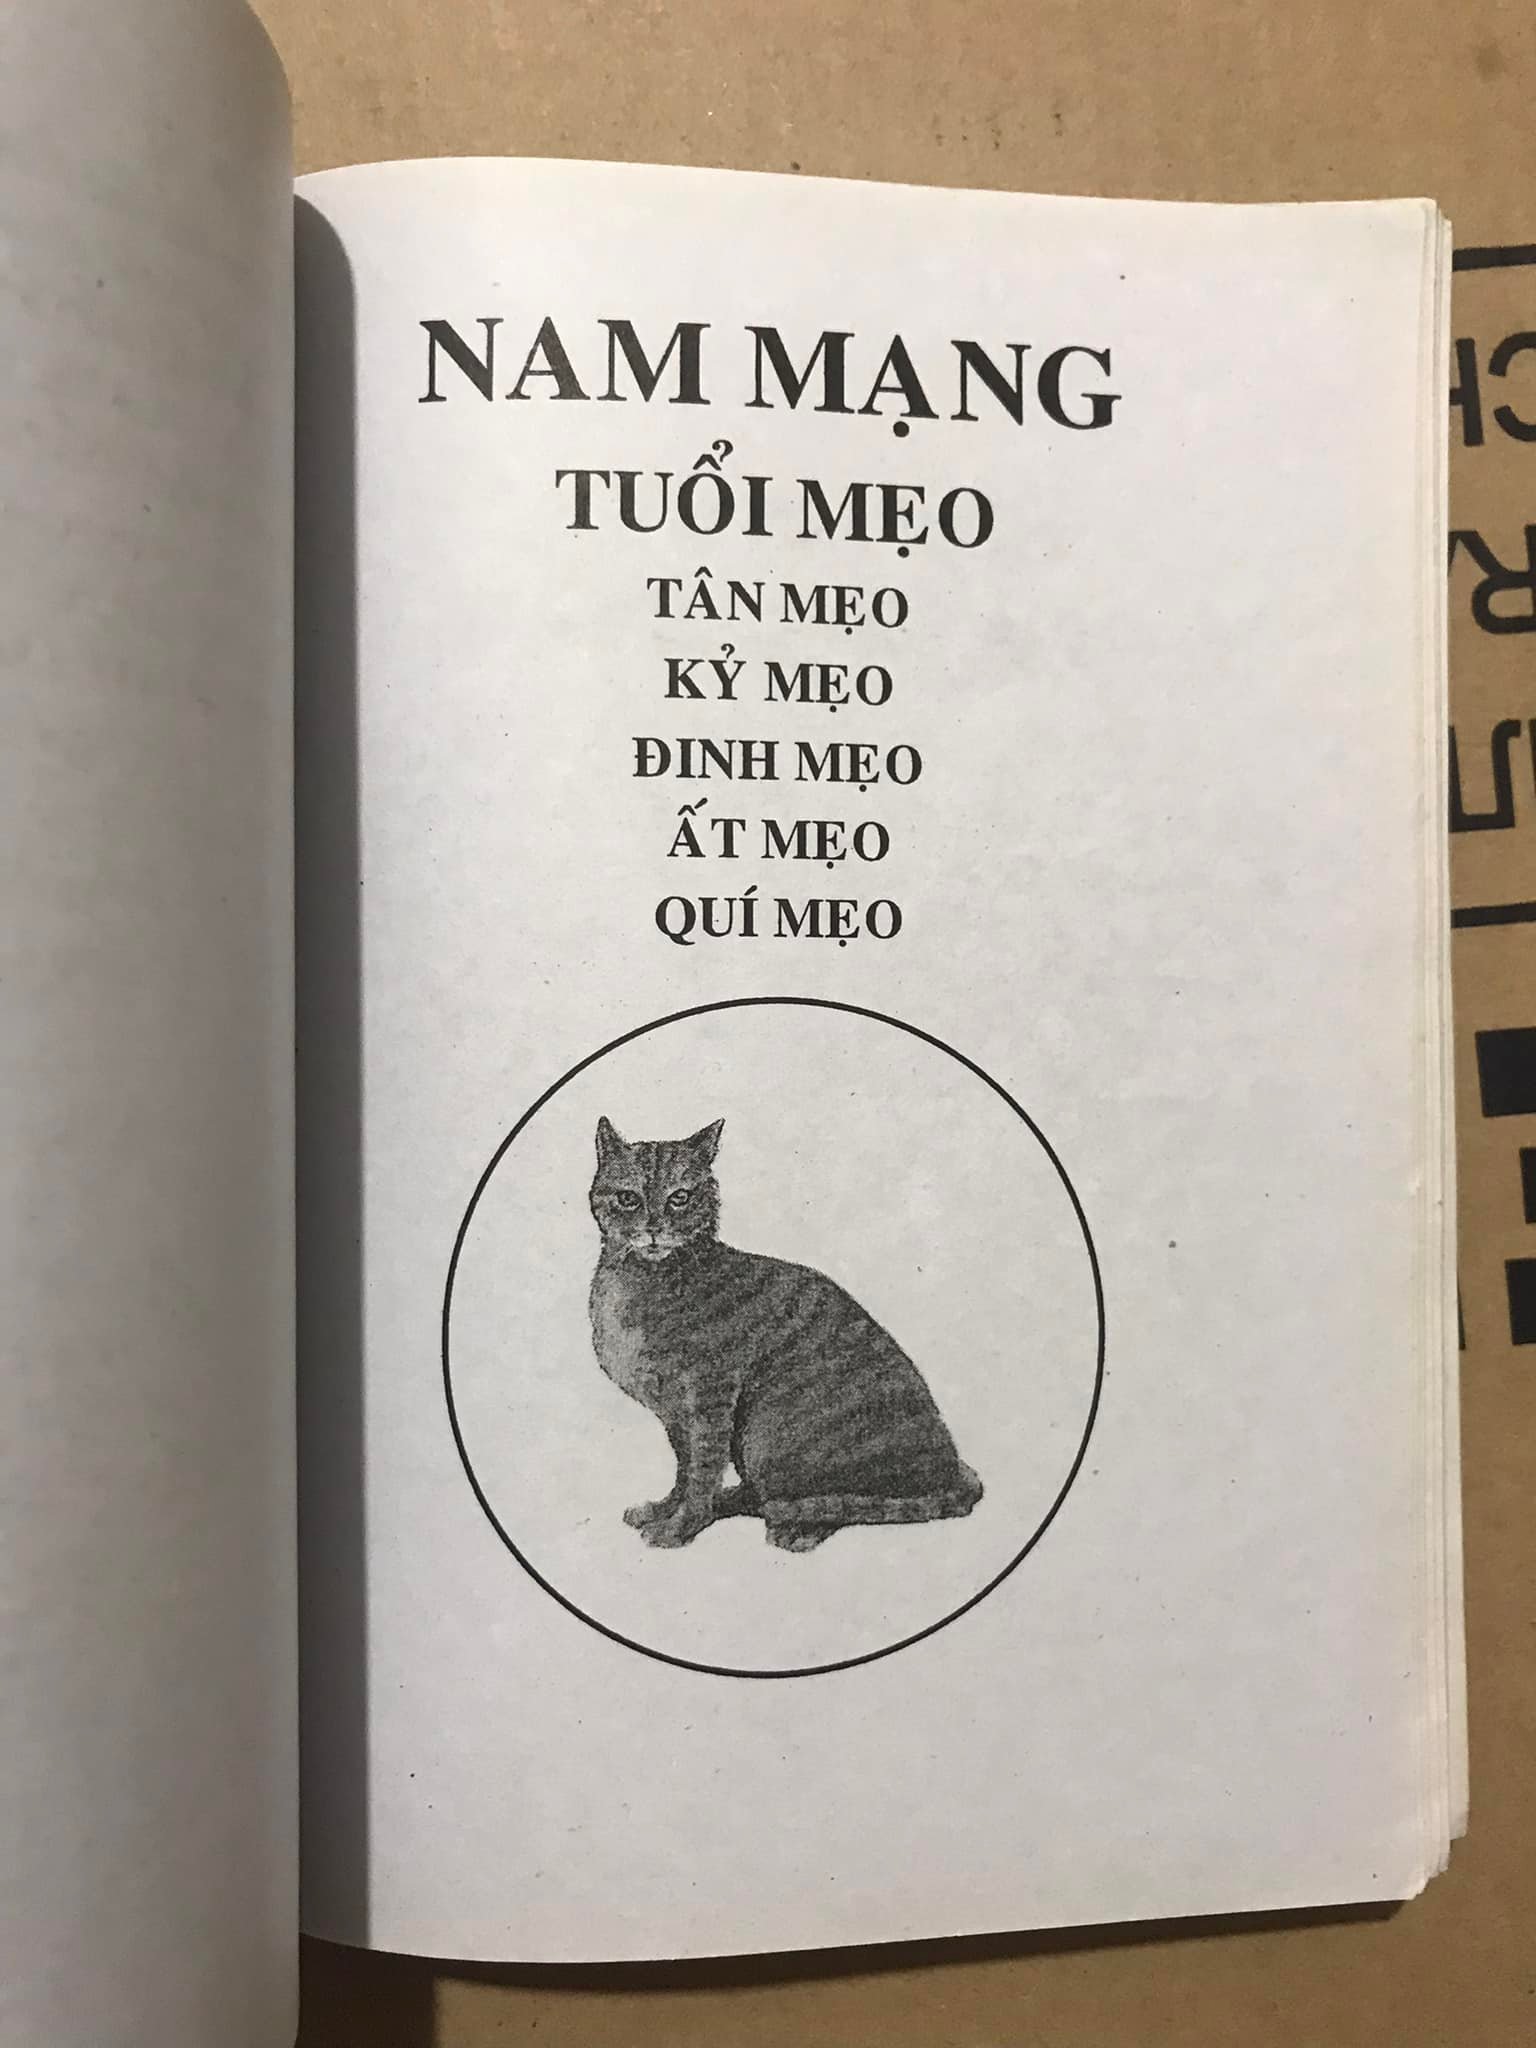 NAM MẠNG
TUỔI MẸO
TÂN MẸO
KỶ MẸO
ĐINH MẸO
ẤT MẸO
QUÍ MẸO